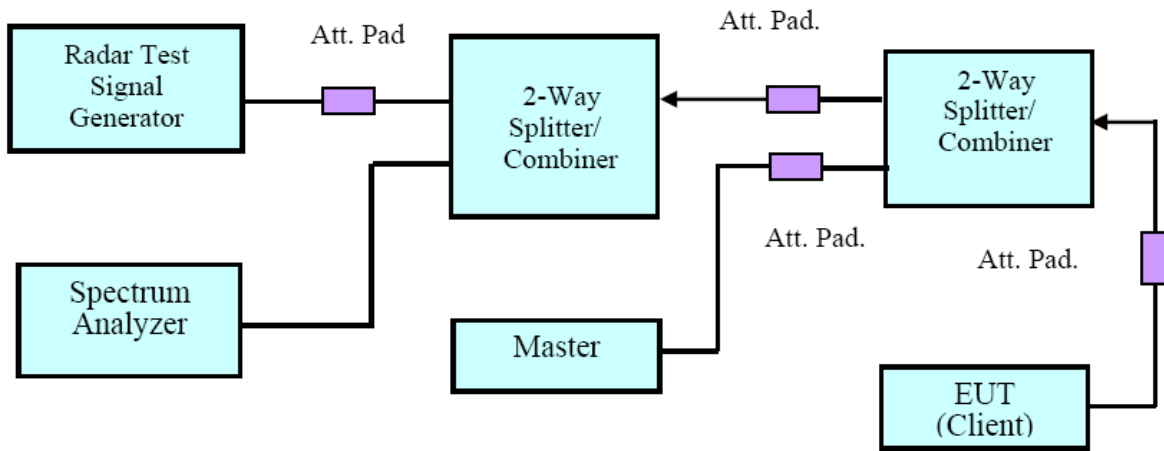 Radar Test
Signal
Generator
Att. Pad
2-Way
Splitter/
Combiner
Att. Pad.
2-Way
Splitter/
Combiner
Att. Pad.
Att. Pad.
Spectrum
Analyzer
Master
EUT
(Client)